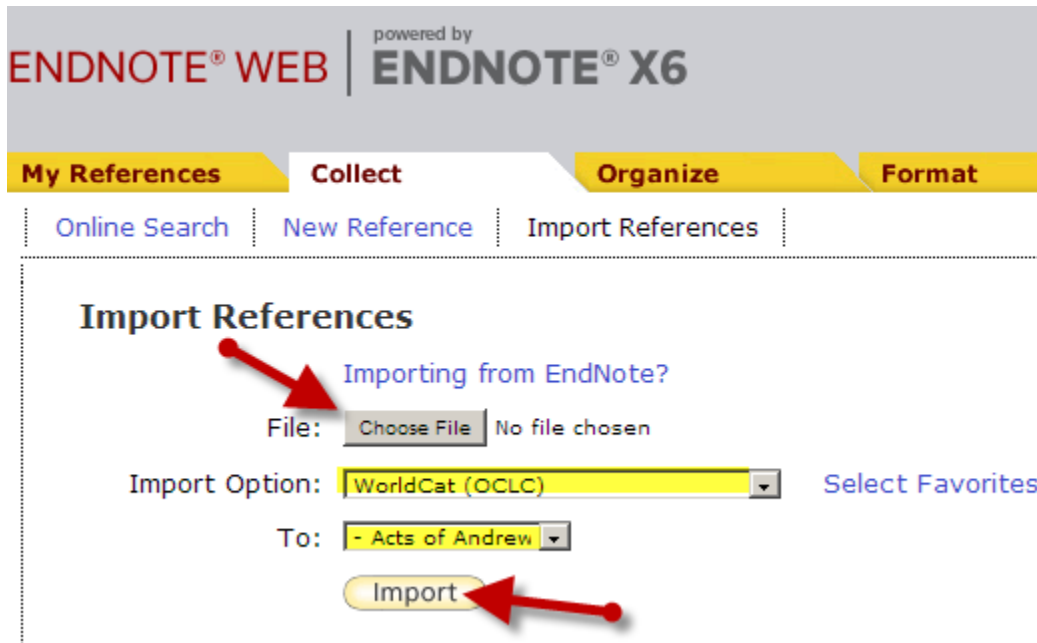 powered by
ENDNOTE® WEB ENDNOTE® X6
My References Collect Organize Format
Online Search New Reference Import References
Import References
Importing from EndNote?
File: Choose File No file chosen
Import Option: WorldCat (OCLC) Select Favorites
To: - Acts of Andrew
Import